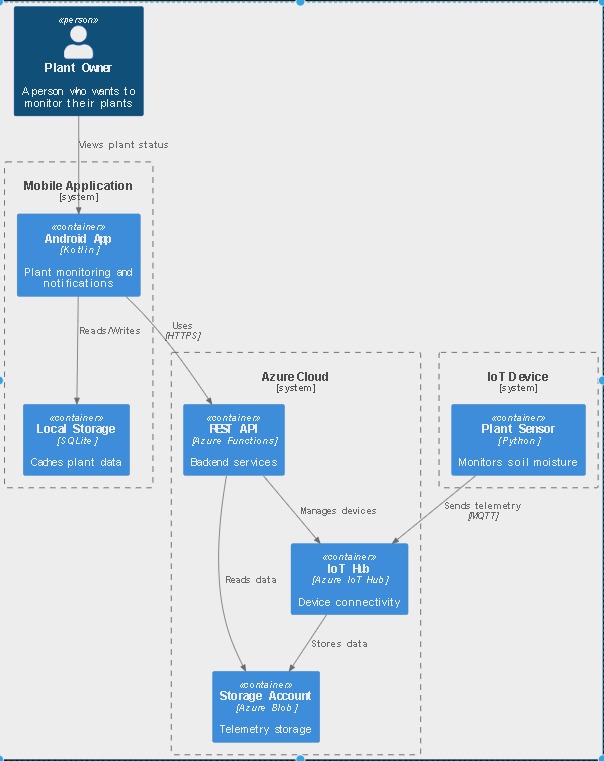 «person»
Plant Owner
A person who wants to
monitor their plants
Views plant status
Mobile Application
[system]
«container»
Android App
[Kotlin]
Plant monitoring and
notifications
Reads/Writes
Uses
[HTTPS]
«container»
Local Storage
[SQLite]
Caches plant data
Azure Cloud
[system]
«container»
REST API
[Azure Functions]
Backend services
IoT Device
[system]
«container»
Plant Sensor
[Python]
Monitors soil moisture
Manages devices
Sends telemetry
[MQTT]
«container»
IoT Hub
[Azure IoT Hub]
Device connectivity
Reads data
Stores data
«container»
Storage Account
[Azure Blob]
Telemetry storage